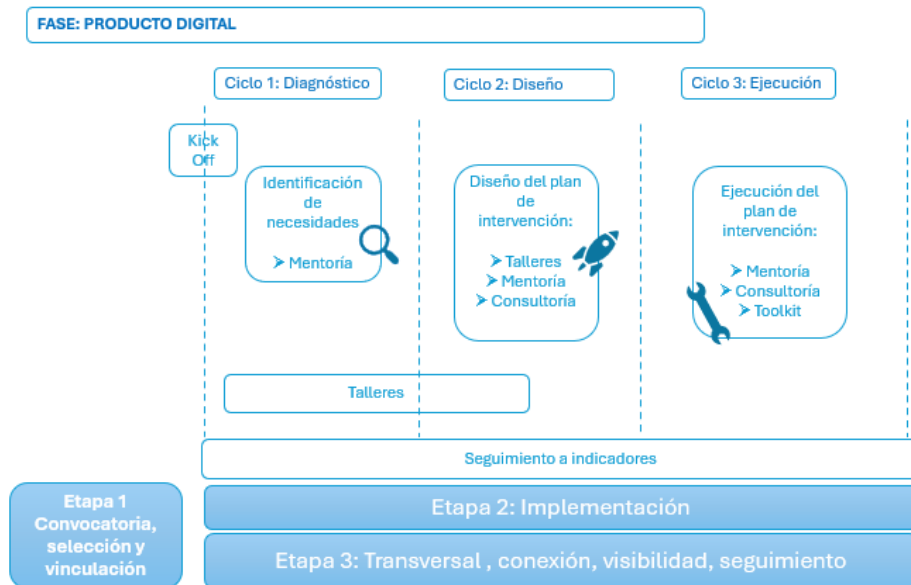 FASE: PRODUCTO DIGITAL
Ciclo 1: Diagnóstico
Ciclo 2: Diseño
Ciclo 3: Ejecución
Kick
Off
Identificación
de
necesidades
➢ Mentoría
Diseño del plan
de
intervención:
➢ Talleres
➢ Mentoría
➢ Consultoría
Ejecución del
plan de
intervención:
➢ Mentoría
➢ Consultoría
➢ Toolkit
Talleres
Seguimiento a indicadores
Etapa 1
Convocatoria,
selección y
vinculación
Etapa 2: Implementación
Etapa 3: Transversal , conexión, visibilidad, seguimiento